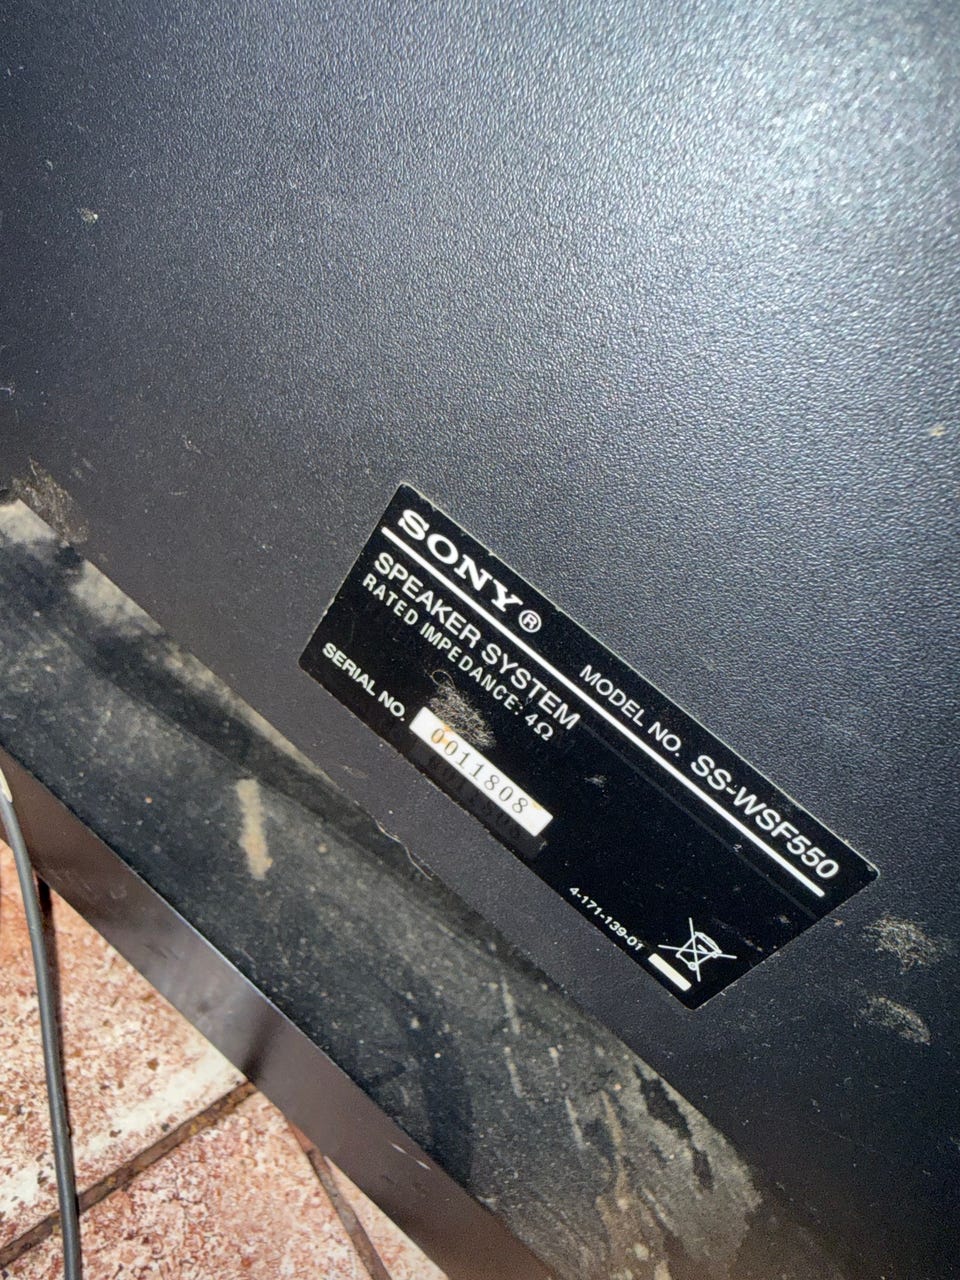 SONY®
MODEL NO. SS-WSF550
SPEAKER SYSTEM
RATED IMPEDANCE: 4Ω
SERIAL NO. 0011808
4-171-139-01